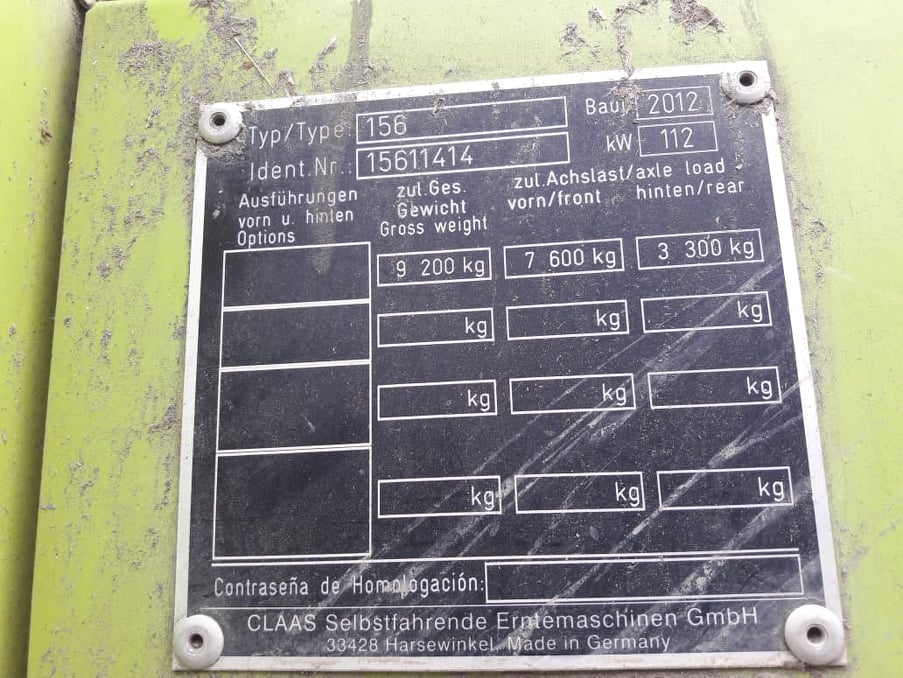 Typ/Type: 156 Bauj. 2012
Ident.Nr.: 15611414 kW 112
Ausführungen vorn u. hinten Options
zul.Ges. Gewicht Gross weight
zul.Achslast/axle load
vorn/front hinten/rear
9 200 kg 7 600 kg 3 300 kg
kg kg kg
kg kg kg
kg kg kg
Contraseña de Homologación:
CLAAS Selbstfahrende Erntemaschinen GmbH
33428 Harsewinkel, Made in Germany